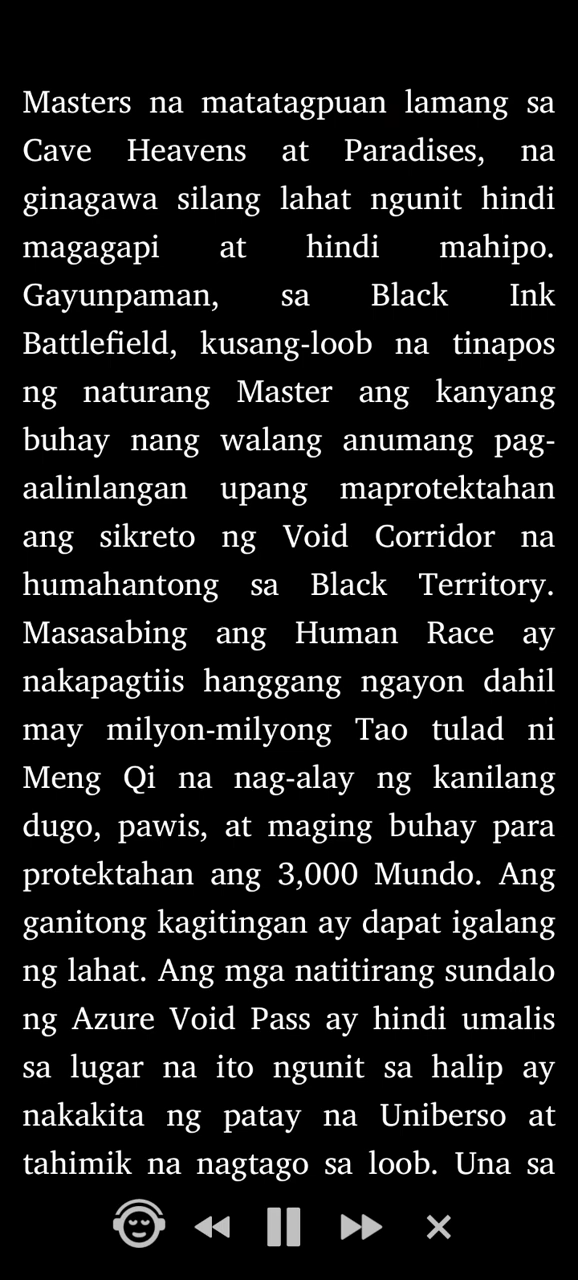 Masters na matatagpuan lamang sa
Cave Heavens at Paradises, na
ginagawa silang lahat ngunit hindi
magagapi at hindi mahipo.
Gayunpaman, sa Black Ink
Battlefield, kusang-loob na tinapos
ng naturang Master ang kanyang
buhay nang walang anumang pag-
aalinlangan upang maprotektahan
ang sikreto ng Void Corridor na
humahantong sa Black Territory.
Masasabing ang Human Race ay
nakapagtiis hanggang ngayon dahil
may milyon-milyong Tao tulad ni
Meng Qi na nag-alay ng kanilang
dugo, pawis, at maging buhay para
protektahan ang 3,000 Mundo. Ang
ganitong kagitingan ay dapat igalang
ng lahat. Ang mga natitirang sundalo
ng Azure Void Pass ay hindi umalis
sa lugar na ito ngunit sa halip ay
nakakita ng patay na Uniberso at
tahimik na nagtago sa loob. Una sa